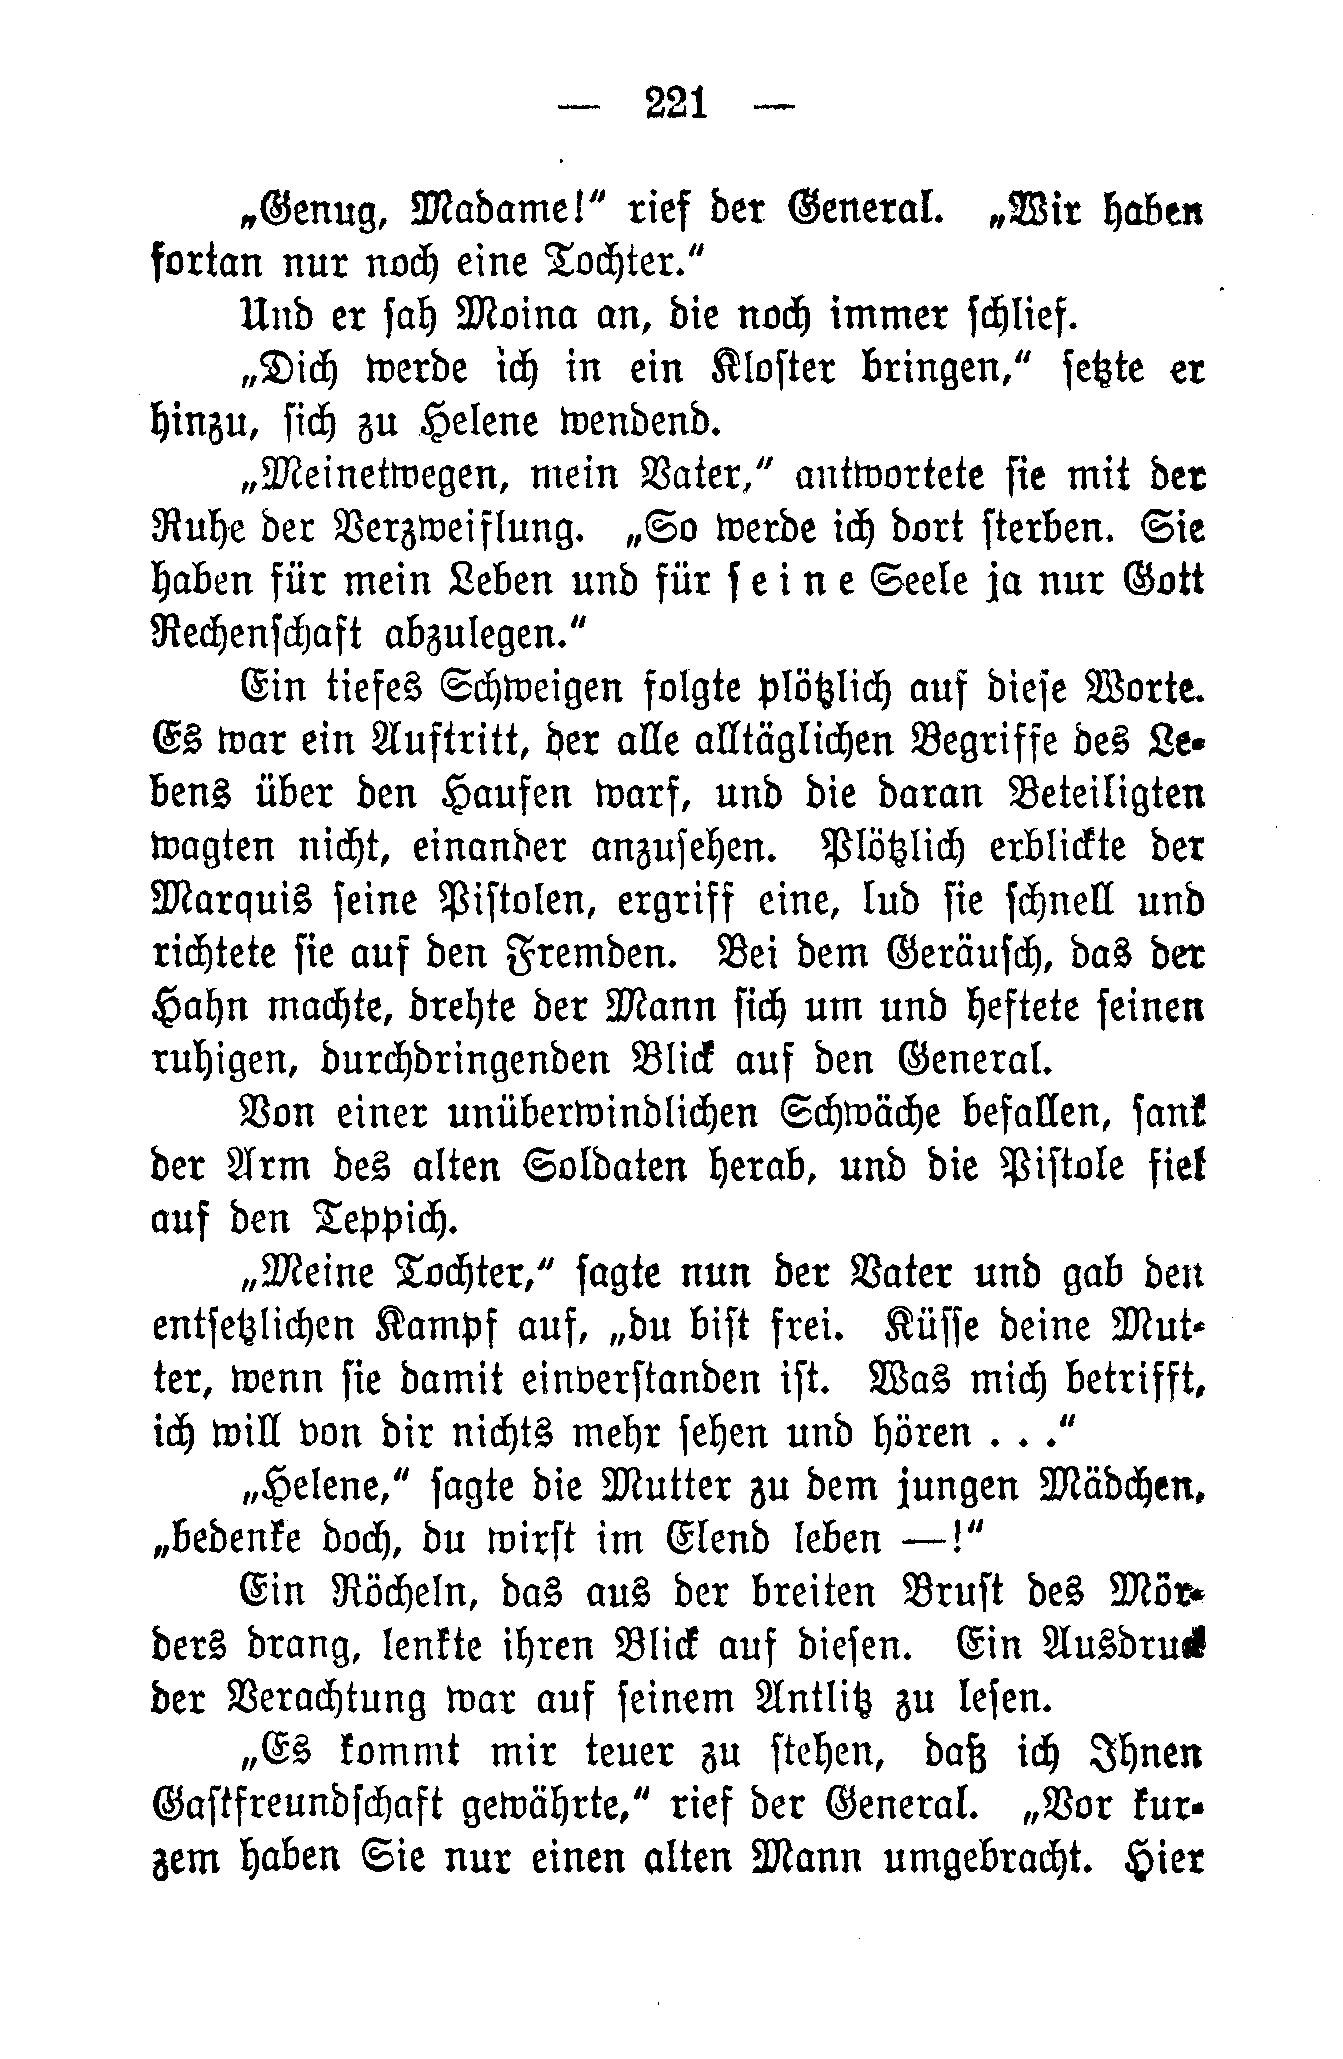 — 221 —
„Genug, Madame!“ rief der General. „Wir haben
fortan nur noch eine Tochter.“
Und er sah Moina an, die noch immer schlief.
„Dich werde ich in ein Kloster bringen,“ setzte er
hinzu, sich zu Helene wendend.
„Meinetwegen, mein Vater,“ antwortete sie mit der
Ruhe der Verzweiflung. „So werde ich dort sterben. Sie
haben für mein Leben und für seine Seele ja nur Gott
Rechenschaft abzulegen.“
Ein tiefes Schweigen folgte plötzlich auf diese Worte.
Es war ein Auftritt, der alle alltäglichen Begriffe des Le-
bens über den Haufen warf, und die daran Beteiligten
wagten nicht, einander anzusehen. Plötzlich erblickte der
Marquis seine Pistolen, ergriff eine, lud sie schnell und
richtete sie auf den Fremden. Bei dem Geräusch, das der
Hahn machte, drehte der Mann sich um und heftete seinen
ruhigen, durchdringenden Blick auf den General.
Von einer unüberwindlichen Schwäche befallen, sank
der Arm des alten Soldaten herab, und die Pistole fiel
auf den Teppich.
„Meine Tochter,“ sagte nun der Vater und gab den
entsetzlichen Kampf auf, „du bist frei. Küsse deine Mut-
ter, wenn sie damit einverstanden ist. Was mich betrifft,
ich will von dir nichts mehr sehen und hören . . .“
„Helene,“ sagte die Mutter zu dem jungen Mädchen,
„bedenke doch, du wirst im Elend leben —!“
Ein Röcheln, das aus der breiten Brust des Mör-
ders drang, lenkte ihren Blick auf diesen. Ein Ausdruck
der Verachtung war auf seinem Antlitz zu lesen.
„Es kommt mir teuer zu stehen, daß ich Ihnen
Gastfreundschaft gewährte,“ rief der General. „Vor kur-
zem haben Sie nur einen alten Mann umgebracht. Hier